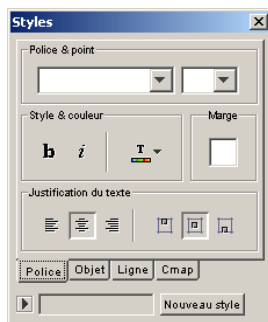 Styles
Police & point
Style & couleur
Marge
b i T
Justification du texte
Police Objet Ligne Cmap
Nouveau style